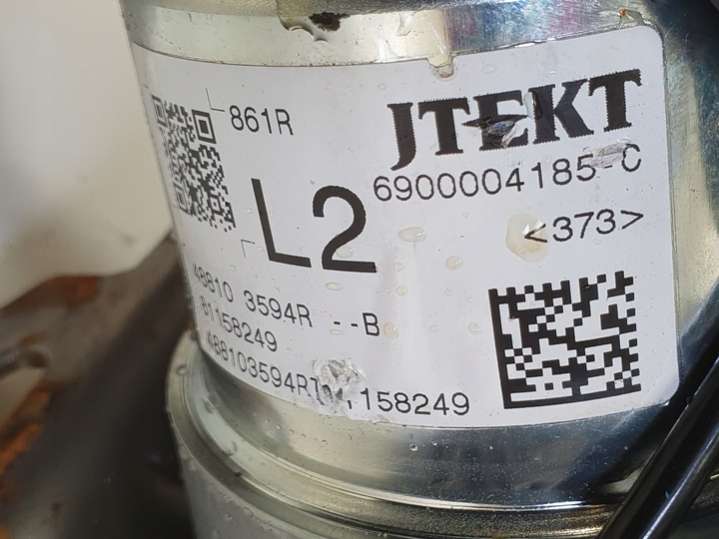 861R
JTEKT
6900004185-C
L2
<373>
48810 3594R --B
81158249
158249